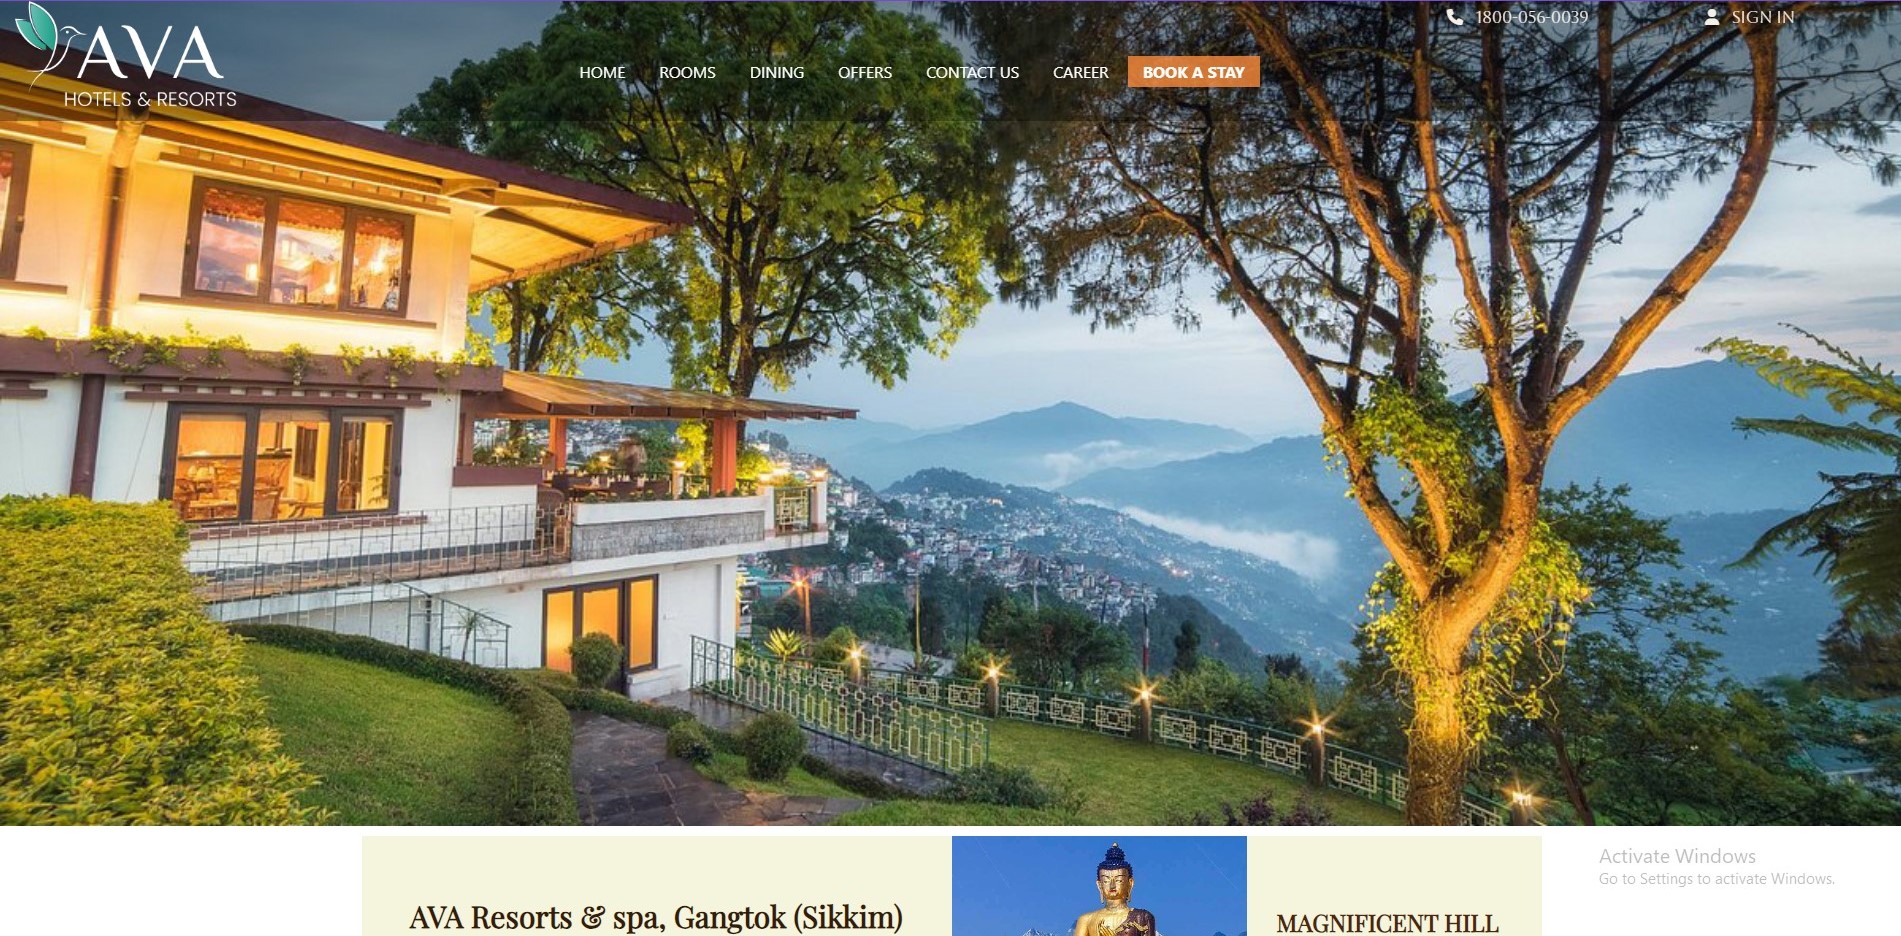 1800-056-0039
SIGN IN
AVA
HOTELS & RESORTS
HOME
ROOMS
DINING
OFFERS
CONTACT US
CAREER
BOOK A STAY
AVA Resorts & spa, Gangtok (Sikkim)
MAGNIFICENT HILL
Activate Windows
Go to Settings to activate Windows.